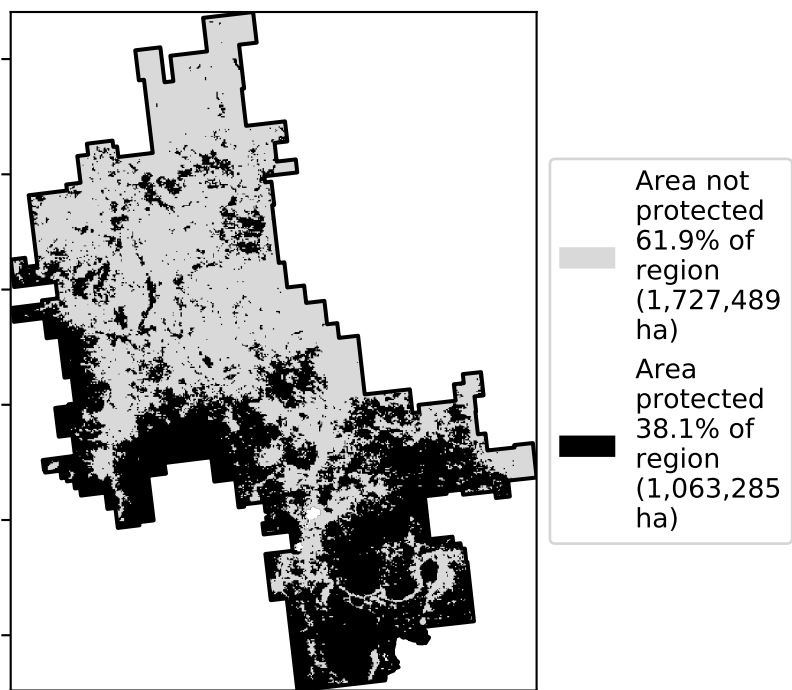 Area not
protected
61.9% of
region
(1,727,489
ha)
Area
protected
38.1% of
region
(1,063,285
ha)